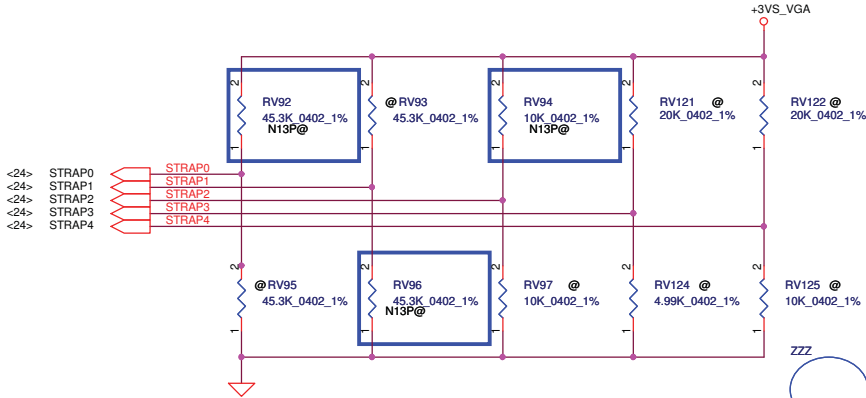 +3VS_VGA
2 2 2 2 2
RV92 @ RV93 RV94 RV121 @ RV122 @
45.3K_0402_1% 45.3K_0402_1% 10K_0402_1% 20K_0402_1% 20K_0402_1%
N13P@ N13P@
1 1 1 1 1
<24> STRAP0 STRAP0
<24> STRAP1 STRAP1
<24> STRAP2 STRAP2
<24> STRAP3 STRAP3
<24> STRAP4 STRAP4
2 2 2 2 2
@ RV95 RV96 RV97 @ RV124 @ RV125 @
45.3K_0402_1% 45.3K_0402_1% 10K_0402_1% 4.99K_0402_1% 10K_0402_1%
N13P@
1 1 1 1 1
ZZZ